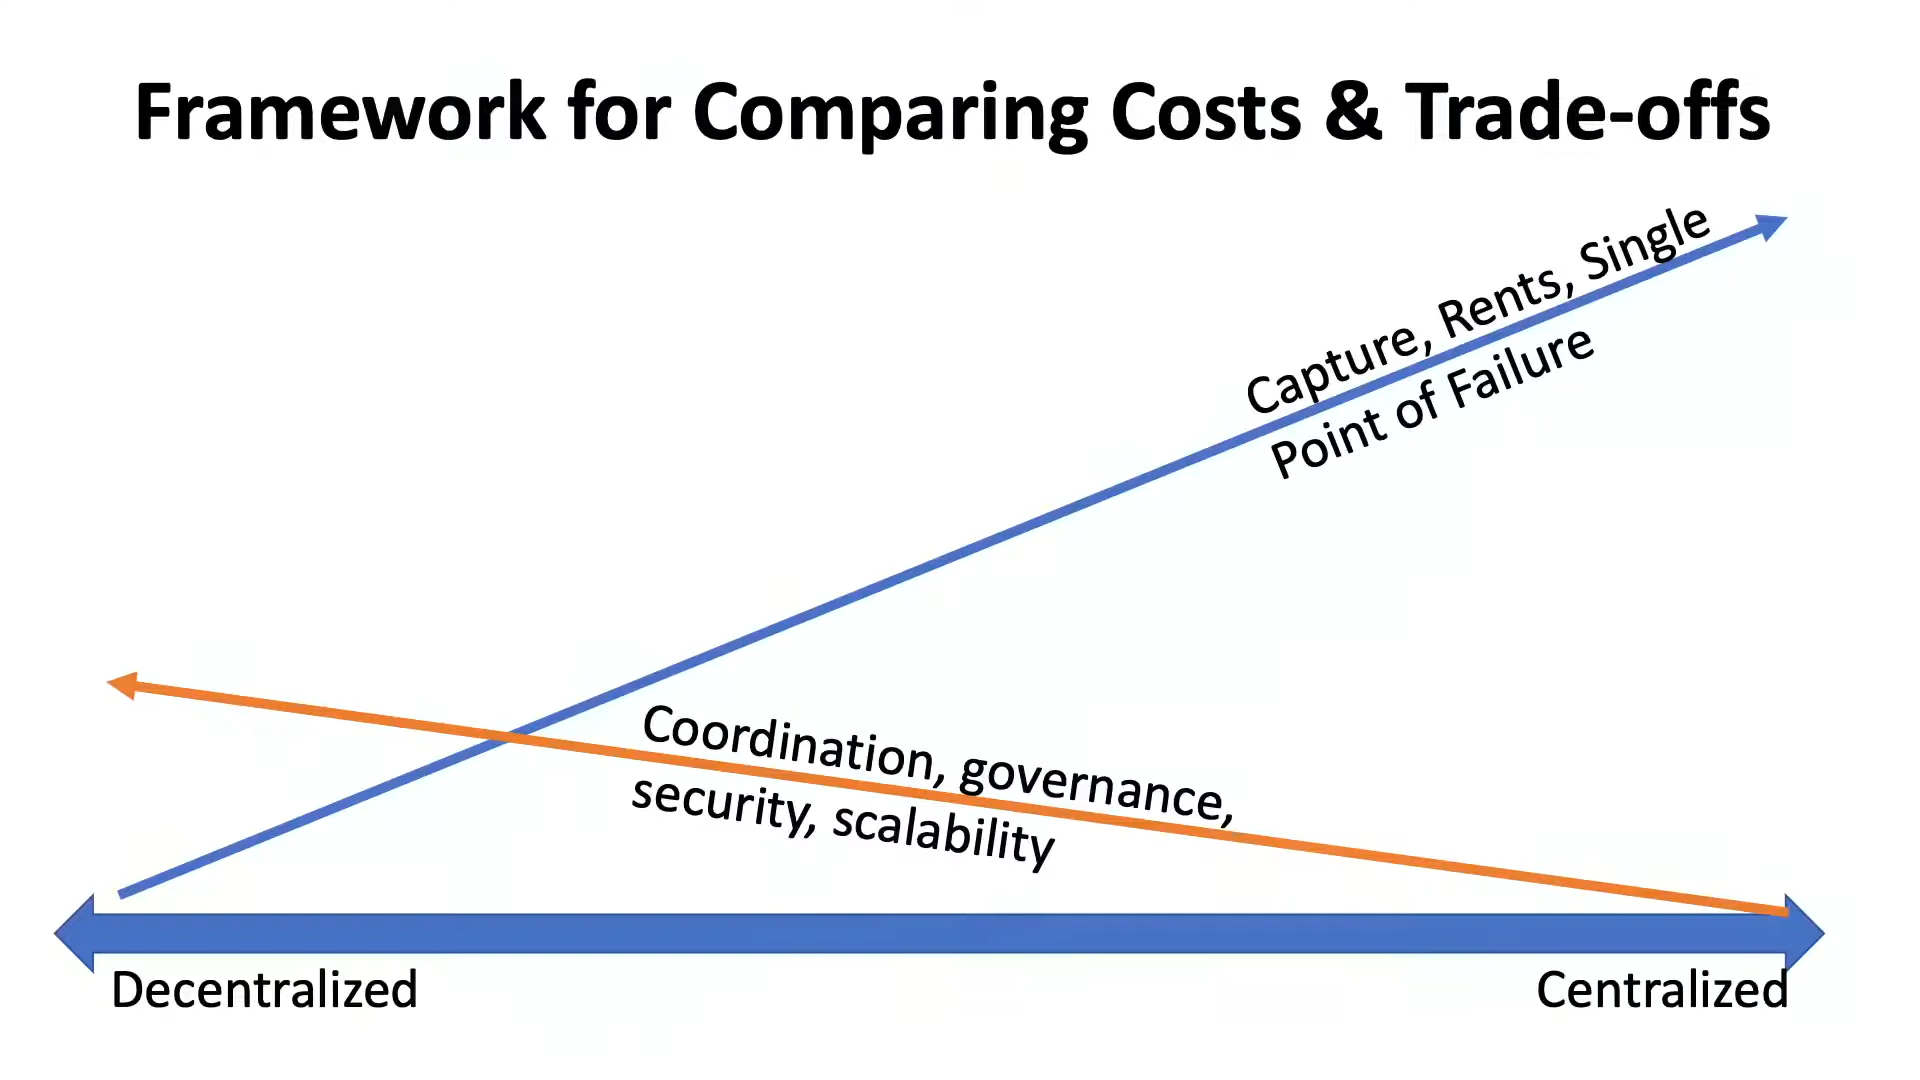 Framework for Comparing Costs & Trade-offs
Capture, Rents, Single
Point of Failure
Coordination, governance,
security, scalability
Decentralized
Centralized